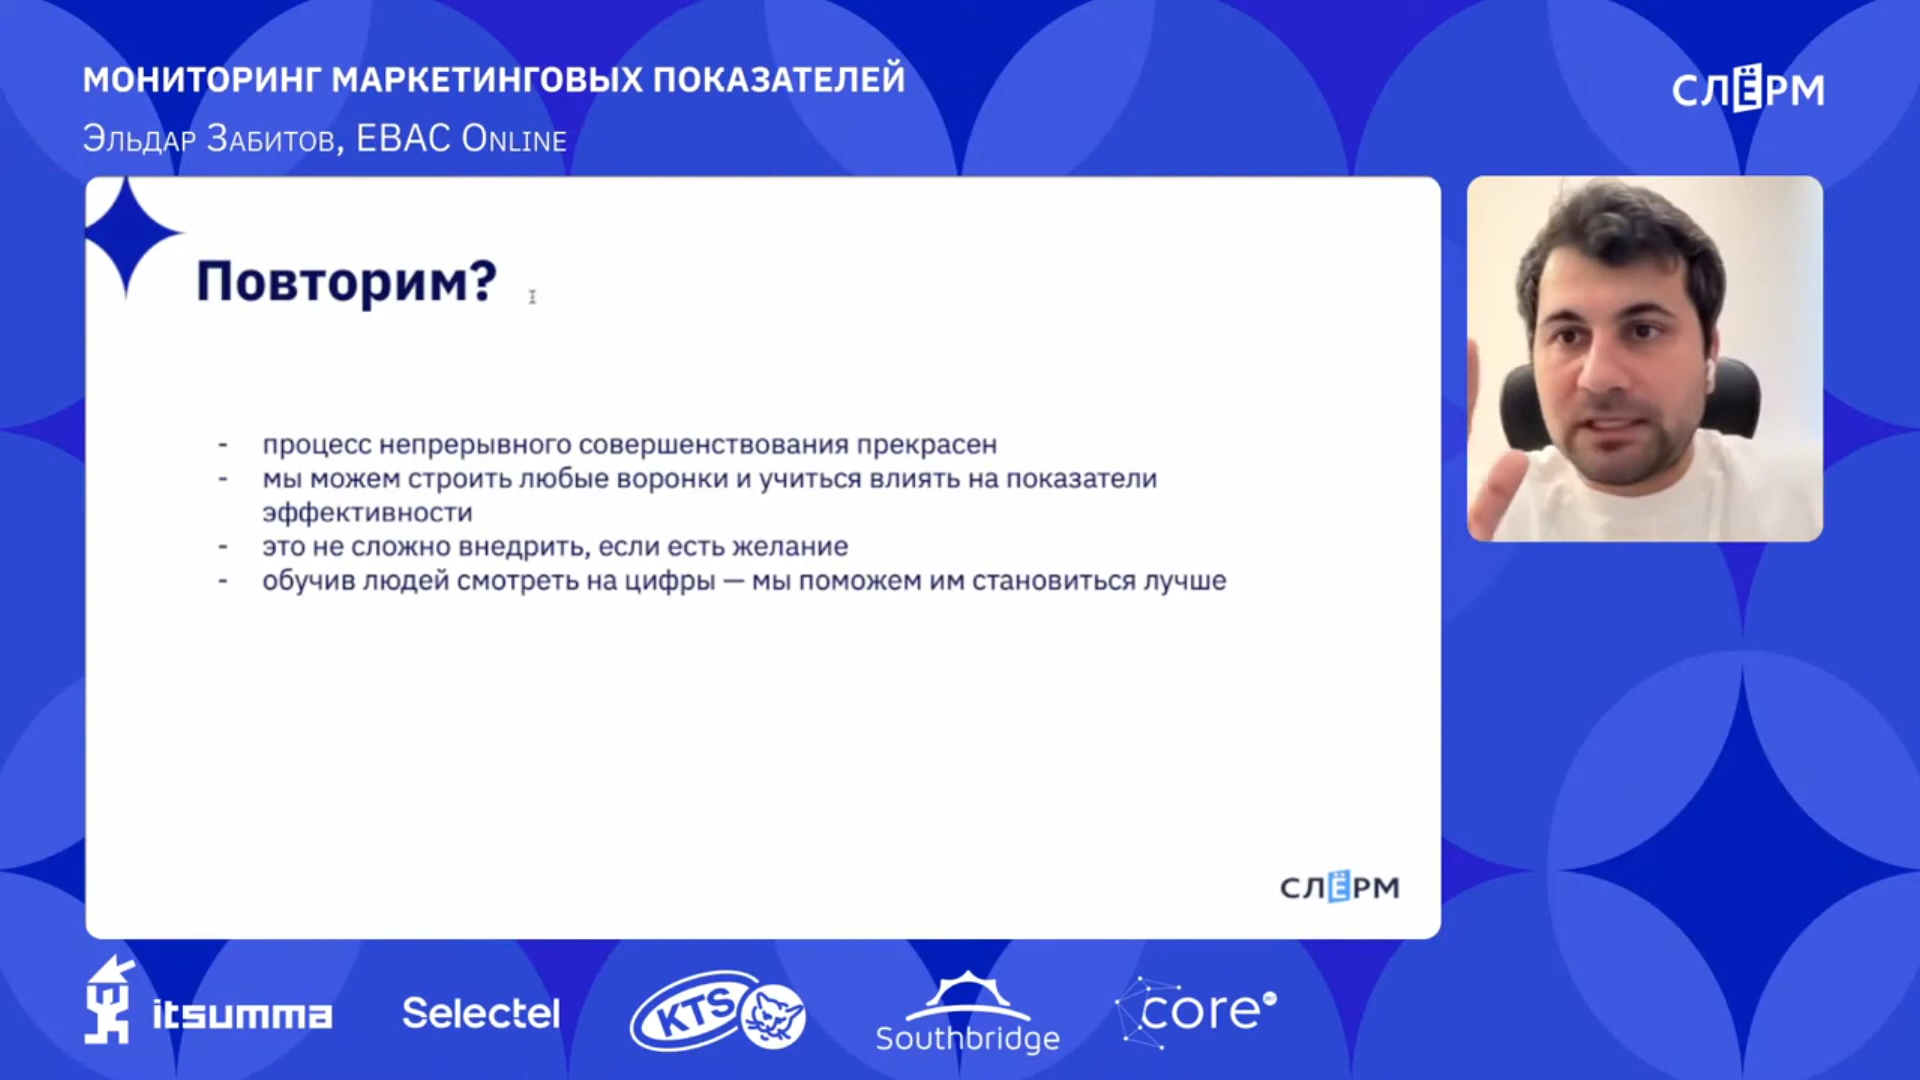 МОНИТОРИНГ МАРКЕТИНГОВЫХ ПОКАЗАТЕЛЕЙ
Эльдар Забитов, EBAC Online
СЛЁРМ
Повторим?
- процесс непрерывного совершенствования прекрасен
- мы можем строить любые воронки и учиться влиять на показатели
эффективности
- это не сложно внедрить, если есть желание
- обучив людей смотреть на цифры — мы поможем им становиться лучше
СЛЁРМ
itsumma
Selectel
KTS
Southbridge
core